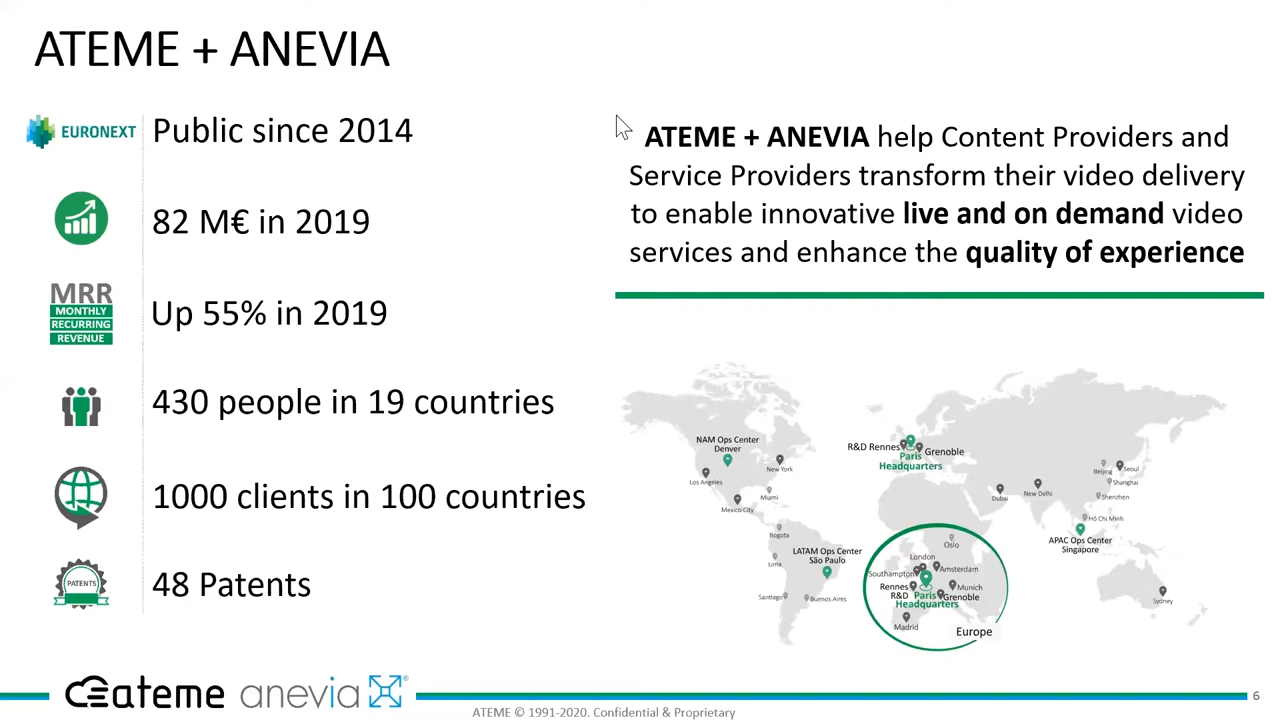 ATEME + ANEVIA
EURONEXT
Public since 2014
82 M€ in 2019
MRR
MONTHLY
RECURRING
REVENUE
Up 55% in 2019
430 people in 19 countries
1000 clients in 100 countries
PATENTS
48 Patents
ATEME + ANEVIA help Content Providers and
Service Providers transform their video delivery
to enable innovative live and on demand video
services and enhance the quality of experience
NAM Ops Center
Denver
New York
Los Angeles
Miami
Mexico City
Bogota
Lima
LATAM Ops Center
São Paulo
Santiago
Buenos Aires
R&D Rennes
Grenoble
Paris
Headquarters
Beijing
Seoul
Shanghai
Dubai
New Delhi
Shenzhen
Hô Chi Minh
APAC Ops Center
Singapore
Sydney
Oslo
London
Southampton
Amsterdam
Rennes
R&D
Munich
Paris
Headquarters
Grenoble
Madrid
Europe
ateme anevia®
ATEME © 1991-2020. Confidential & Proprietary
6